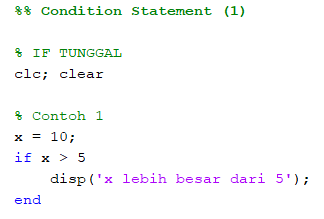 %% Condition Statement (1)
% IF TUNGGAL
clc; clear
% Contoh 1
x = 10;
if x > 5
disp('x lebih besar dari 5');
end